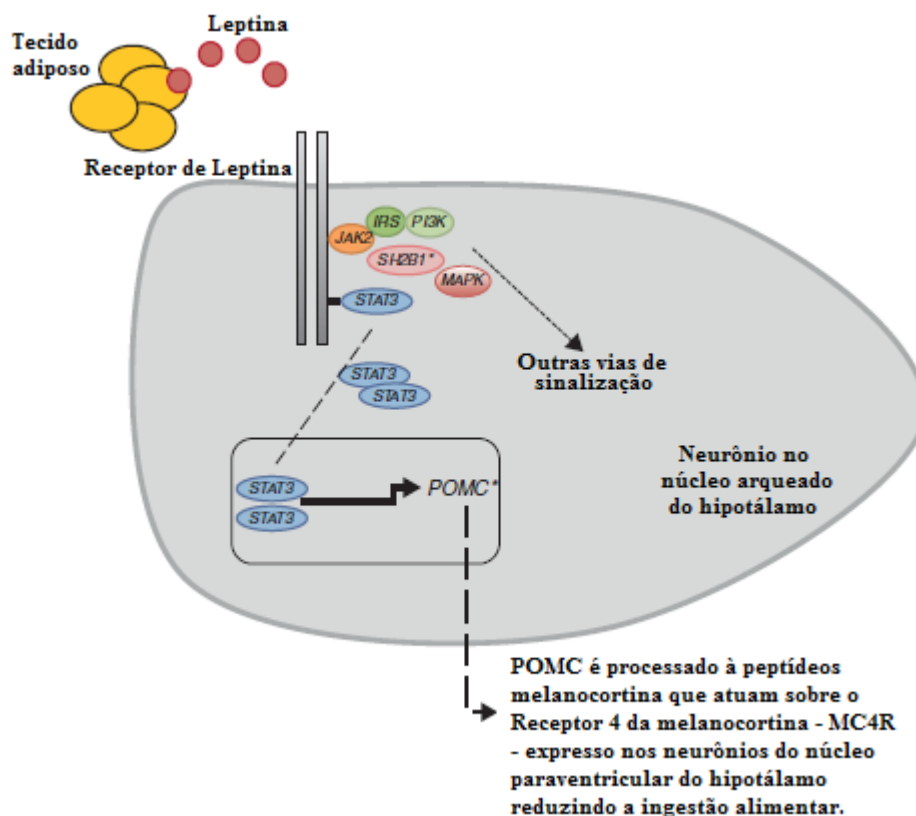 Leptina
Tecido
adiposo
Receptor de Leptina
IRS
PI3K
JAK2
SH2B1*
MAPK
STAT3
Outras vias de
sinalização
STAT3
STAT3
Neurônio no
núcleo arqueado
do hipotálamo
STAT3
POMC*
STAT3
POMC é processado à peptídeos
melanocortina que atuam sobre o
Receptor 4 da melanocortina - MC4R
- expresso nos neurônios do núcleo
paraventricular do hipotálamo
reduzindo a ingestão alimentar.